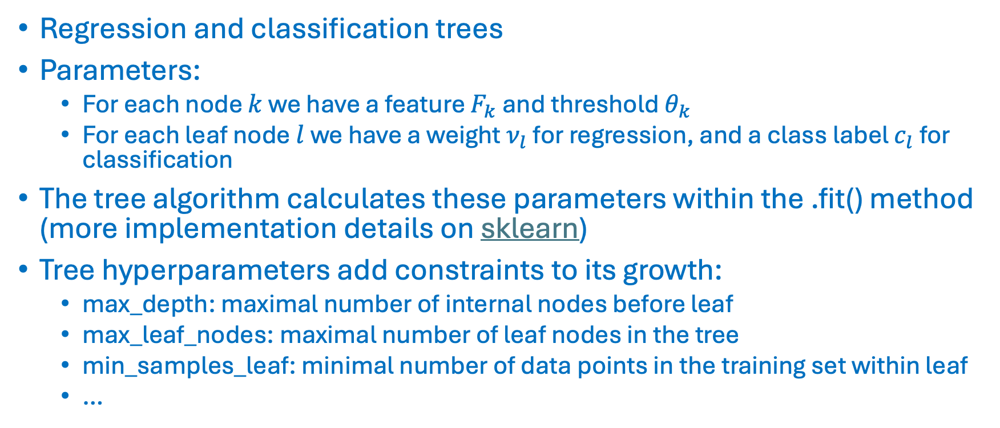 • Regression and classification trees
• Parameters:
• For each node k we have a feature Fₖ and threshold θₖ
• For each leaf node l we have a weight νₗ for regression, and a class label cₗ for
classification
• The tree algorithm calculates these parameters within the .fit() method
(more implementation details on sklearn)
• Tree hyperparameters add constraints to its growth:
• max_depth: maximal number of internal nodes before leaf
• max_leaf_nodes: maximal number of leaf nodes in the tree
• min_samples_leaf: minimal number of data points in the training set within leaf
• ...